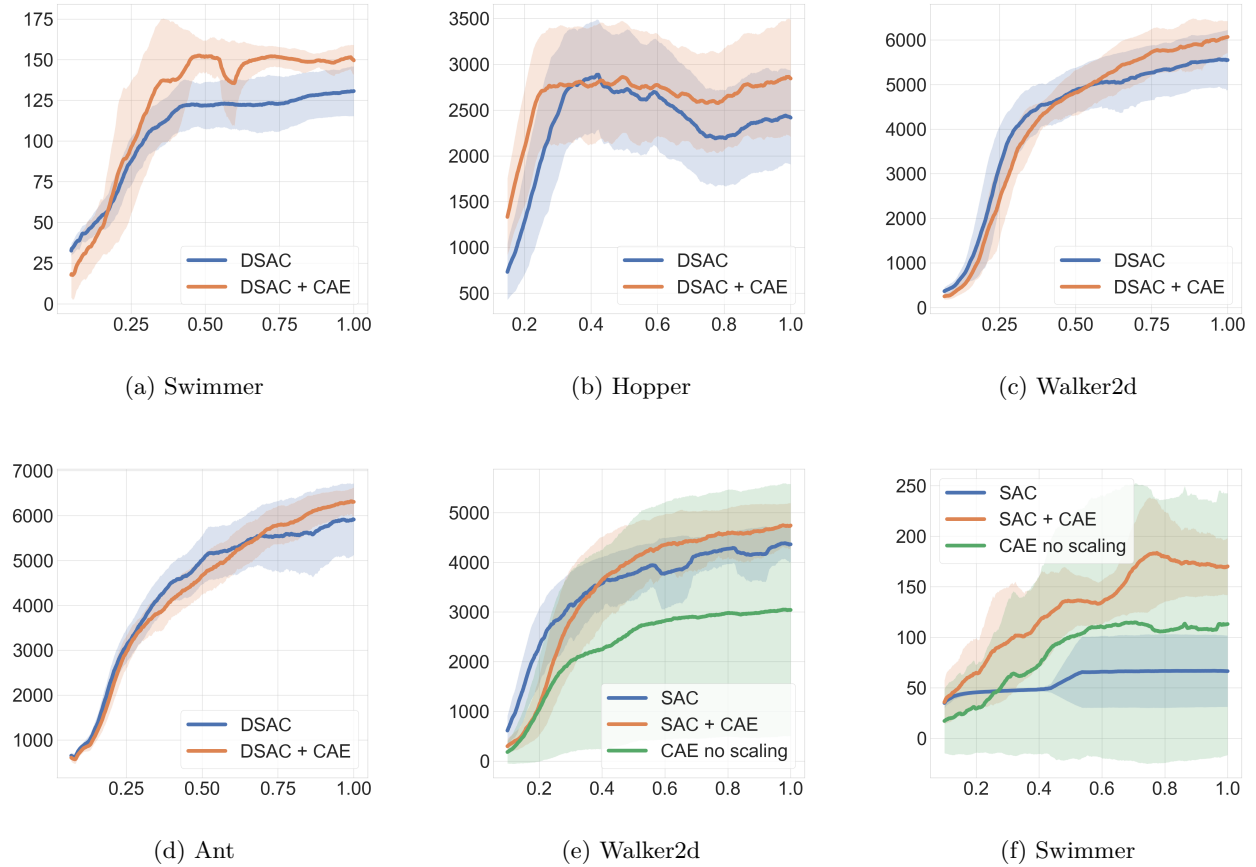 175
150
125
100
75
50
25
0
0.25 0.50 0.75 1.00
DSAC
DSAC + CAE
(a) Swimmer
3500
3000
2500
2000
1500
1000
500
0.2 0.4 0.6 0.8 1.0
DSAC
DSAC + CAE
(b) Hopper
6000
5000
4000
3000
2000
1000
0
0.25 0.50 0.75 1.00
DSAC
DSAC + CAE
(c) Walker2d
7000
6000
5000
4000
3000
2000
1000
0.25 0.50 0.75 1.00
DSAC
DSAC + CAE
(d) Ant
5000
4000
3000
2000
1000
0
0.2 0.4 0.6 0.8 1.0
SAC
SAC + CAE
CAE no scaling
(e) Walker2d
250
200
150
100
50
0
0.2 0.4 0.6 0.8 1.0
SAC
SAC + CAE
CAE no scaling
(f) Swimmer